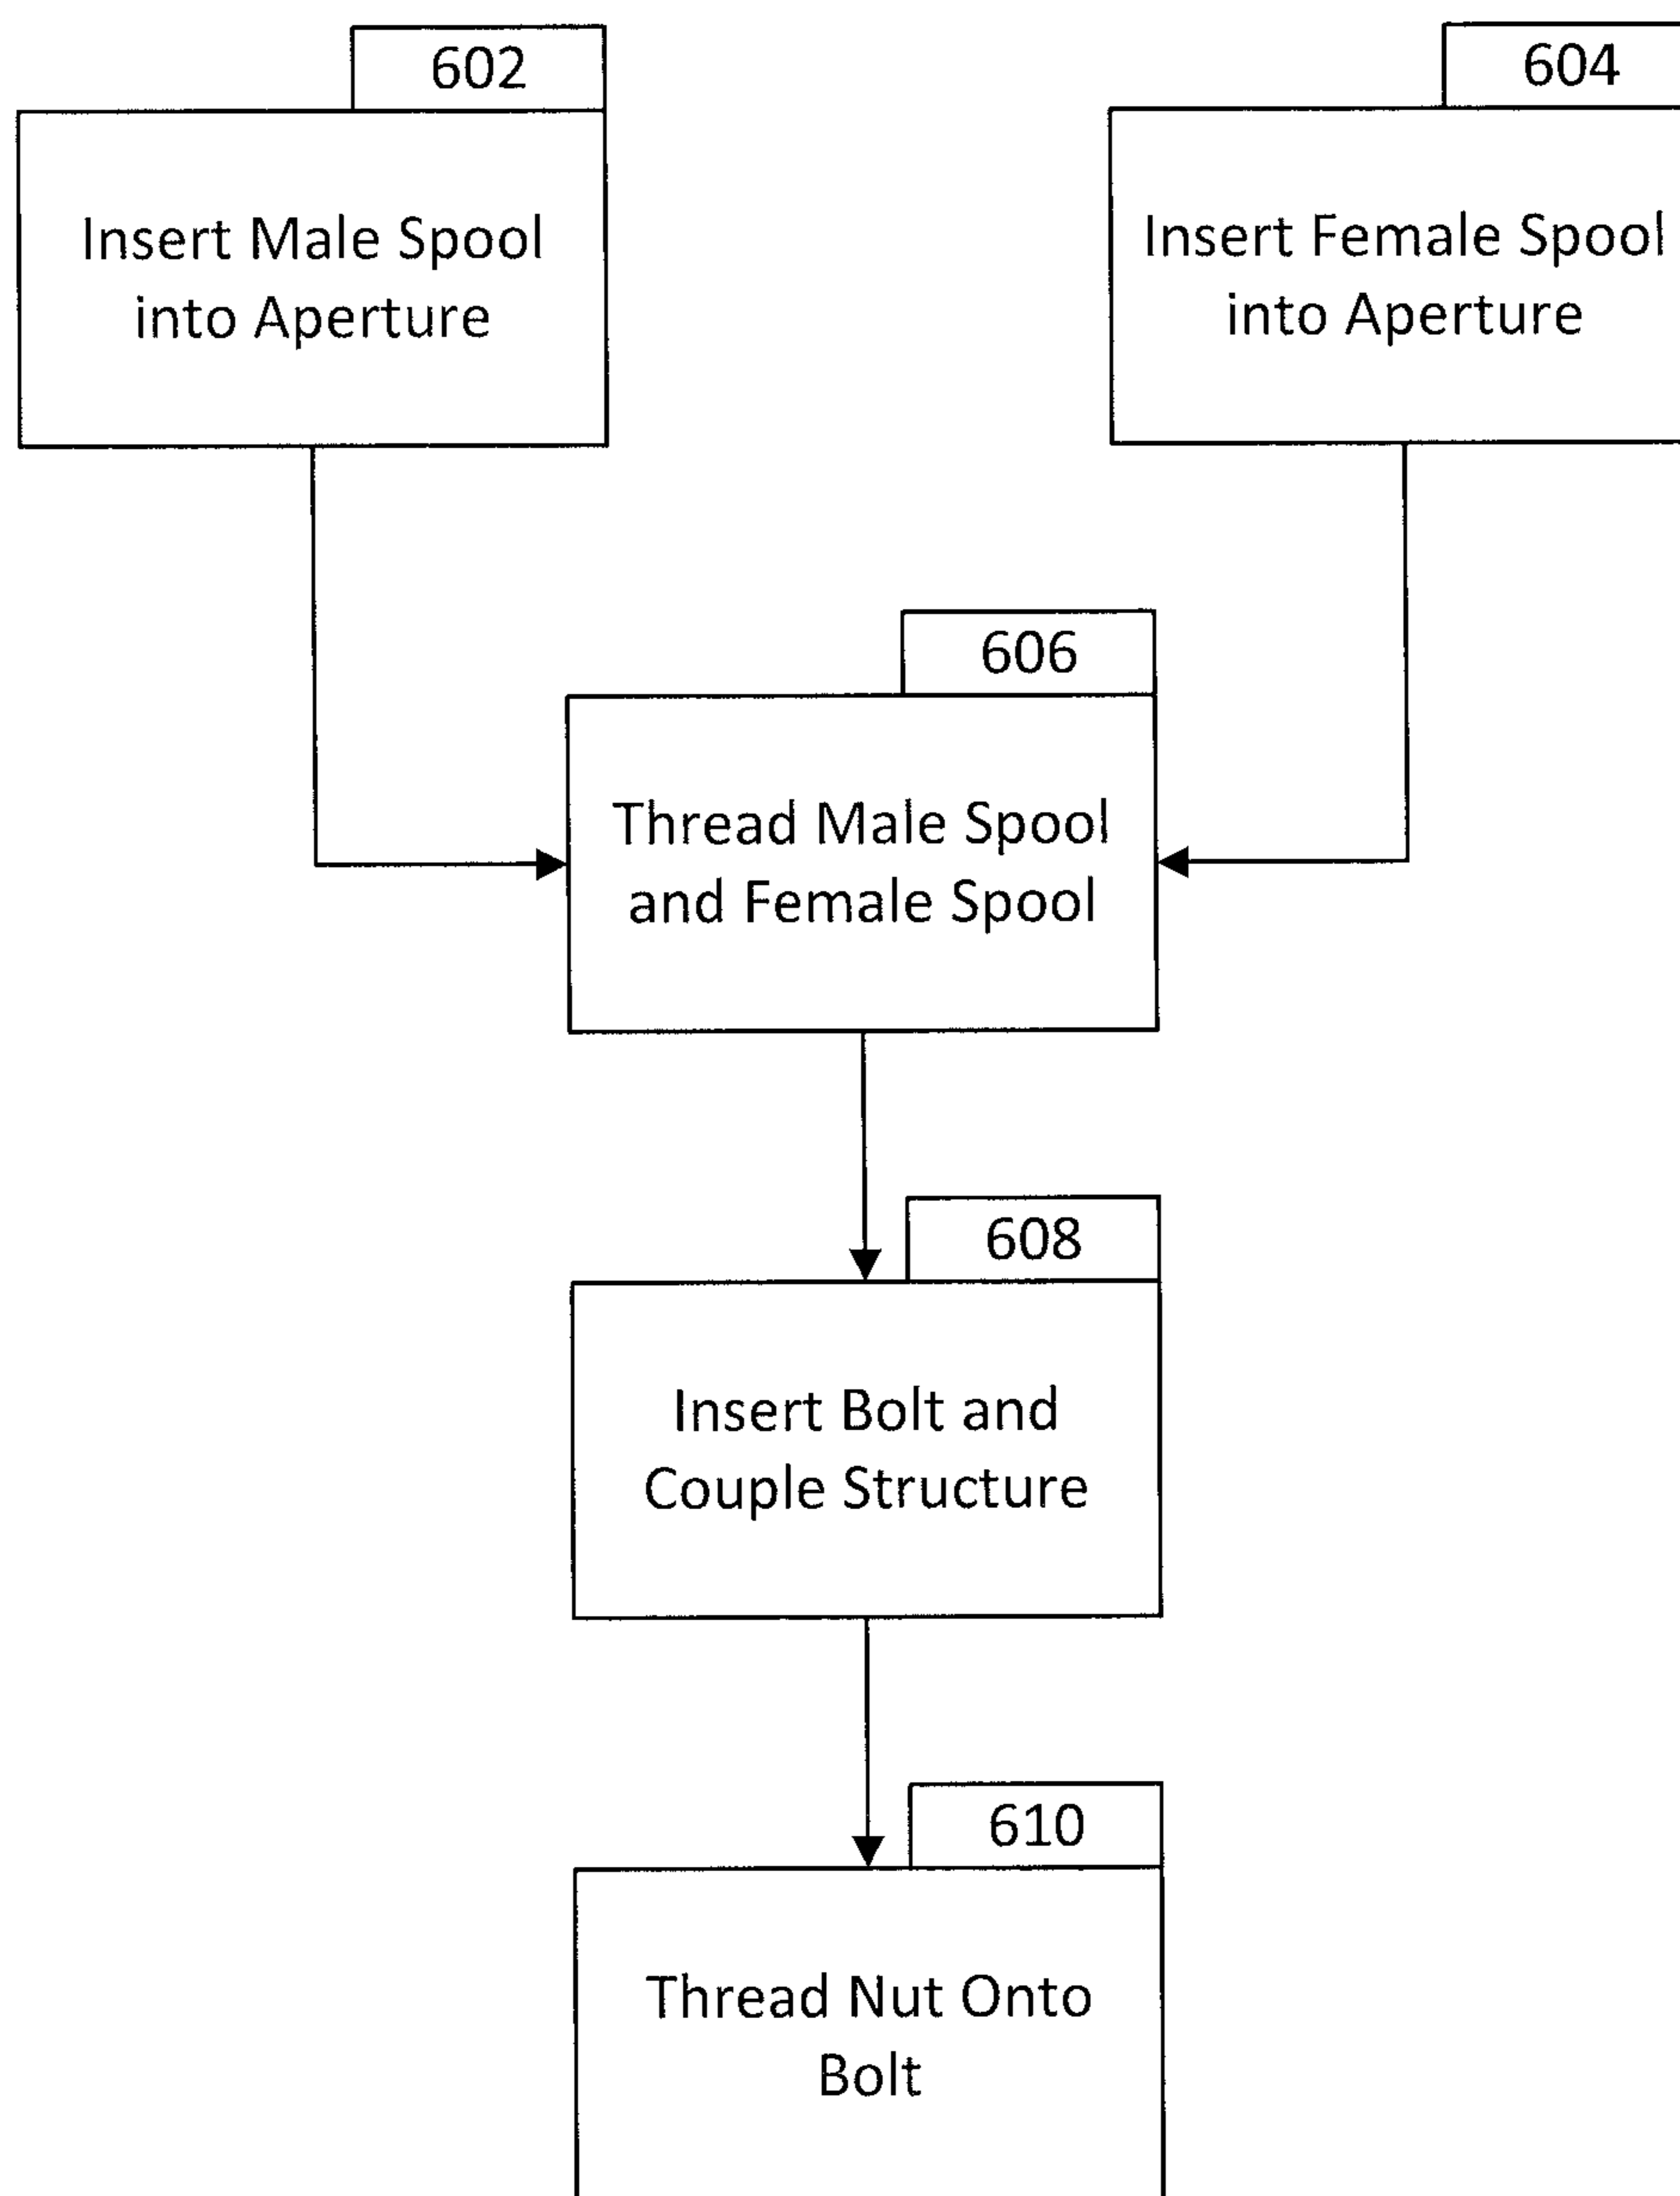 602
Insert Male Spool
into Aperture
604
Insert Female Spool
into Aperture
606
Thread Male Spool
and Female Spool
608
Insert Bolt and
Couple Structure
610
Thread Nut Onto
Bolt